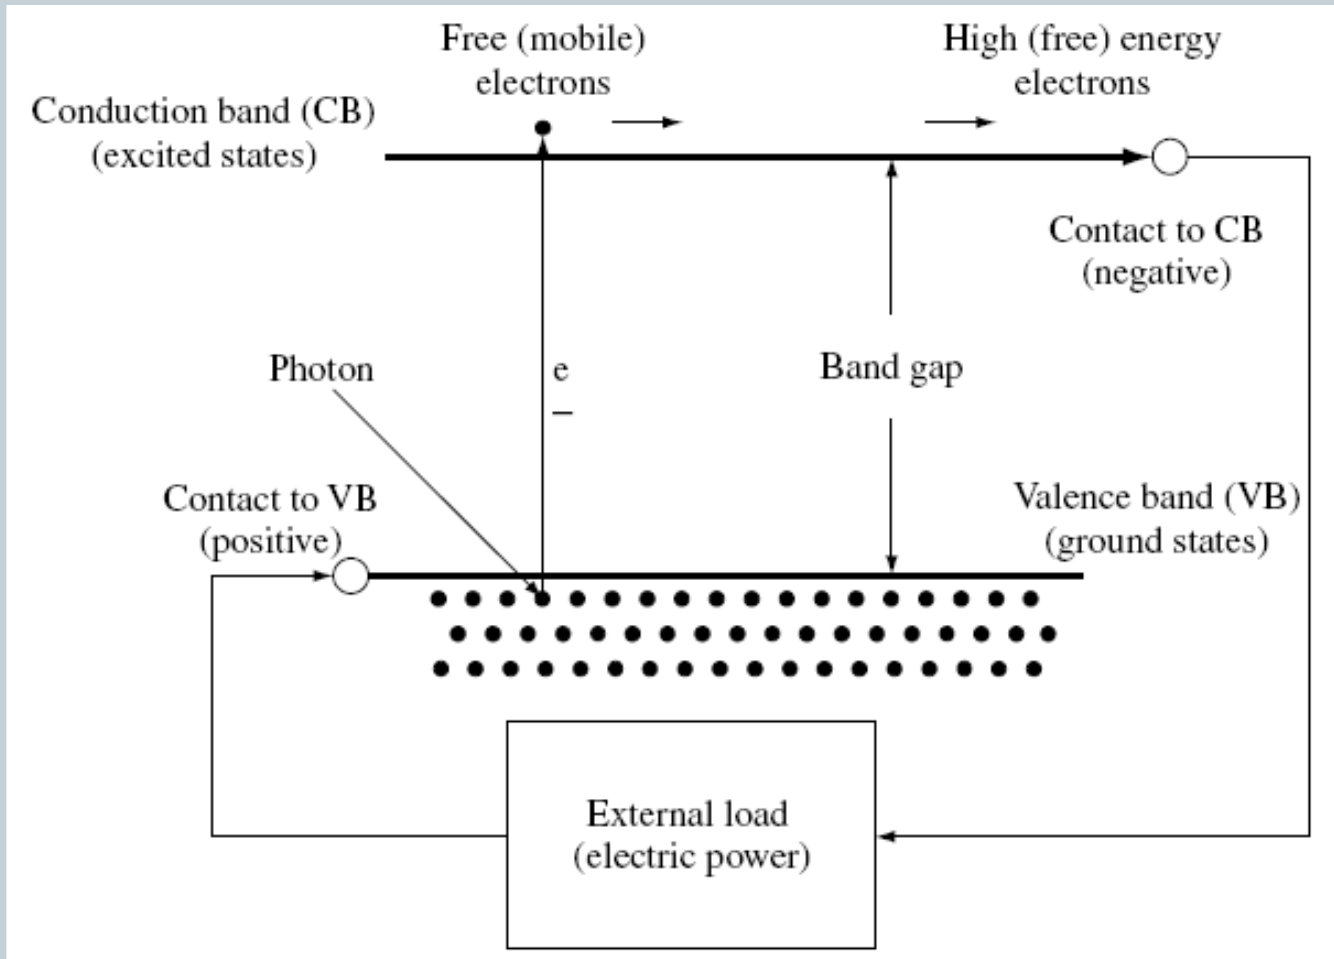 Free (mobile)
electrons
High (free) energy
electrons
Conduction band (CB)
(excited states)
Contact to CB
(negative)
Photon
e
–
Band gap
Contact to VB
(positive)
Valence band (VB)
(ground states)
External load
(electric power)